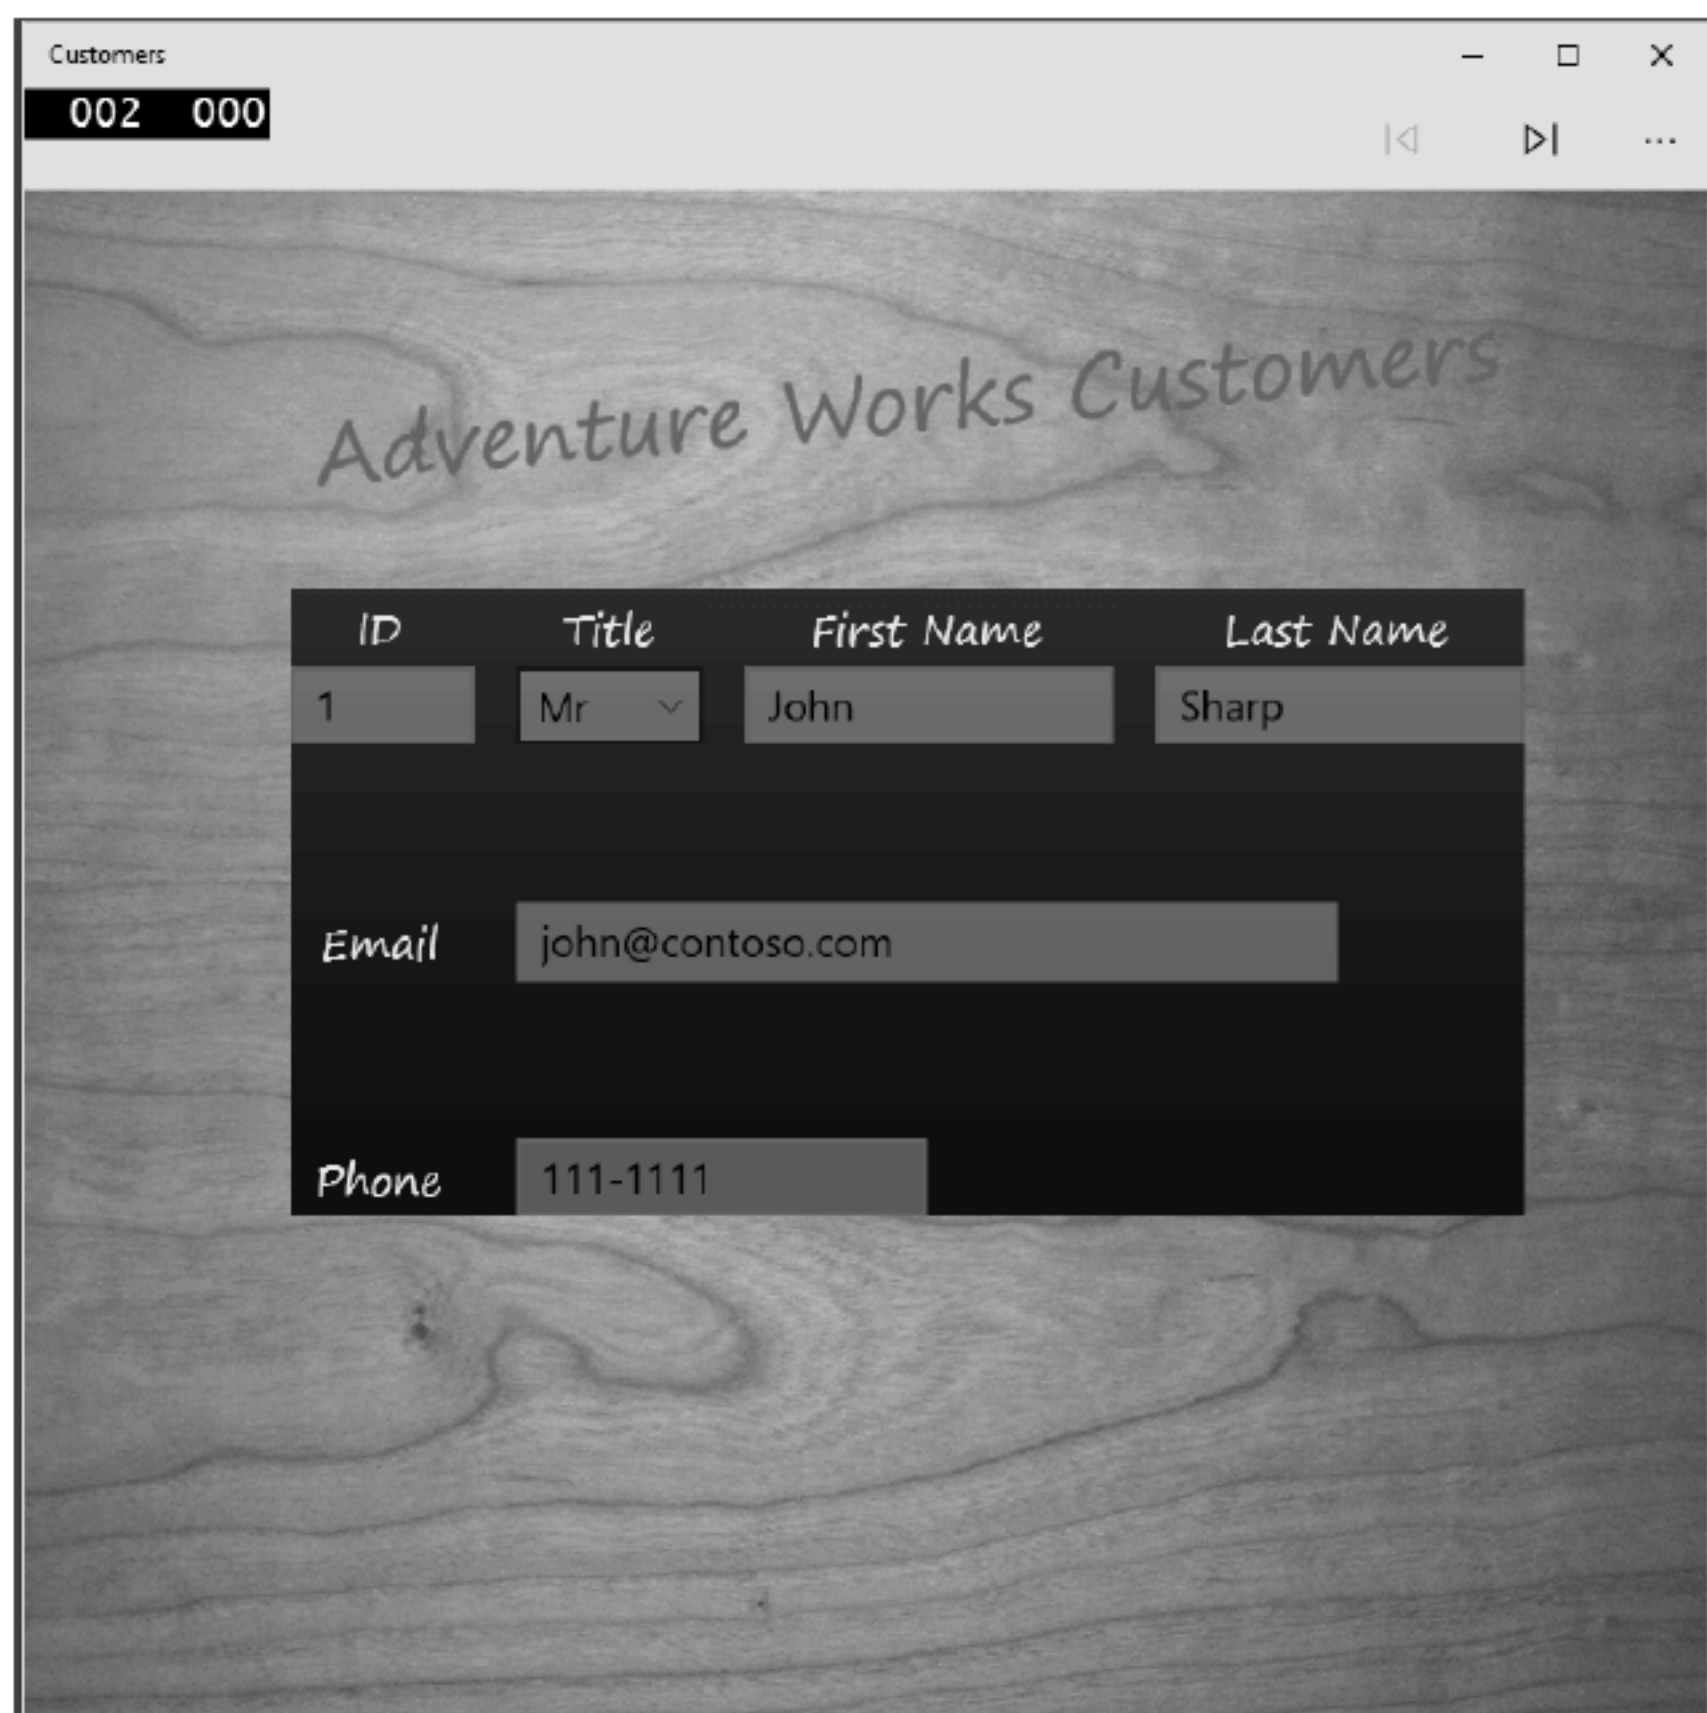 Customers
002 000
Adventure Works Customers
ID Title First Name Last Name
1 Mr John Sharp
Email john@contoso.com
Phone 111-1111